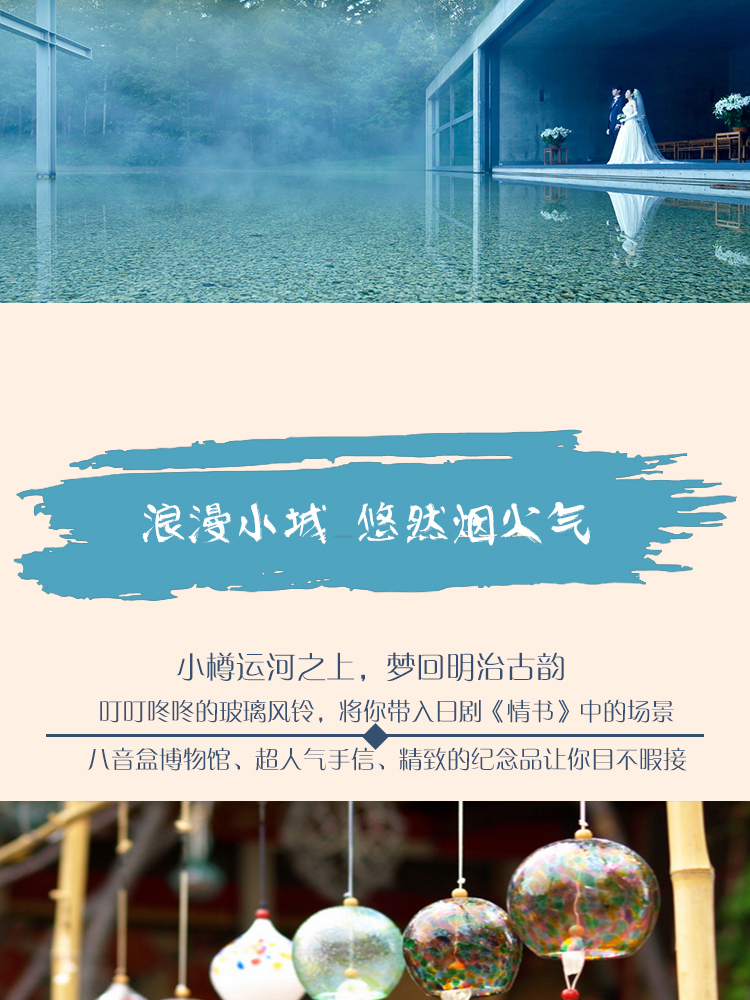 浪漫小城 悠然烟火气
小樽运河之上，梦回明治古韵
叮叮咚咚的玻璃风铃，将你带入日剧《情书》中的场景
八音盒博物馆、超人气手信、精致的纪念品让你目不暇接